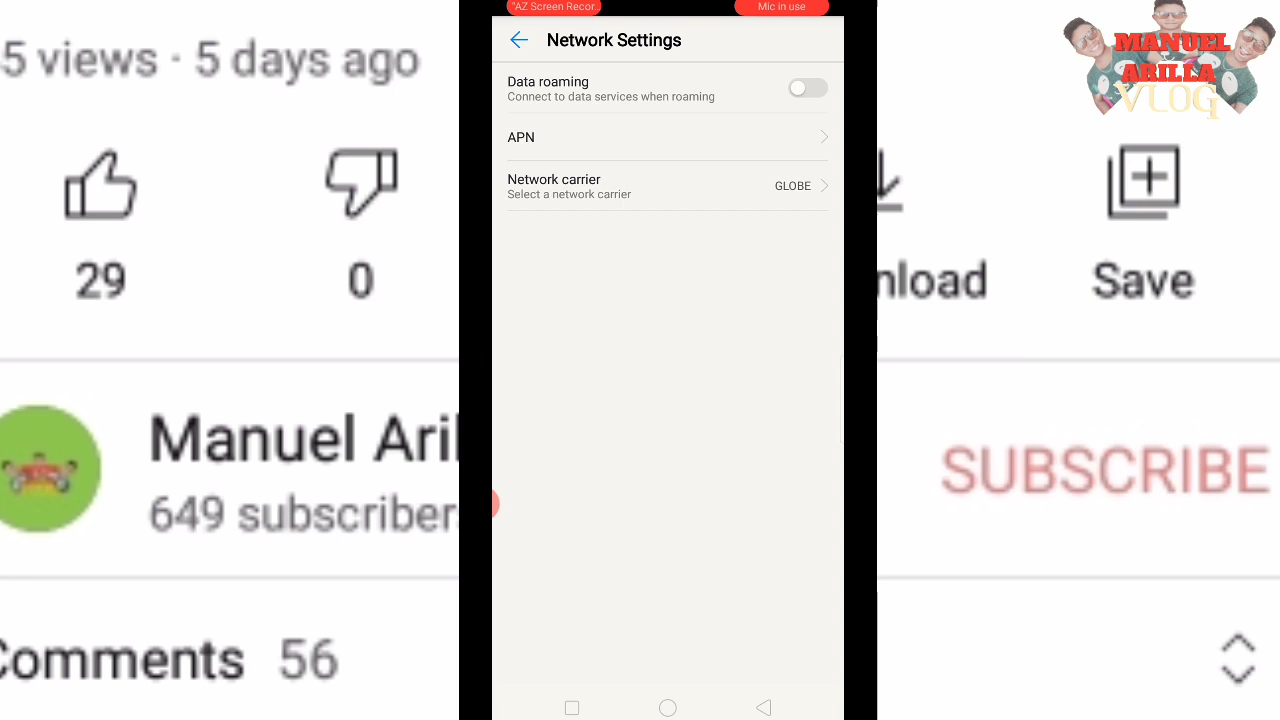 "AZ Screen Recor..
Mic in use
Network Settings
Data roaming
Connect to data services when roaming
APN
Network carrier
Select a network carrier
GLOBE
5 views · 5 days ago
29
0
nload
Save
Manuel Aril
649 subscriber
SUBSCRIBE
Comments 56
MANUEL
ARILLA
VLOG